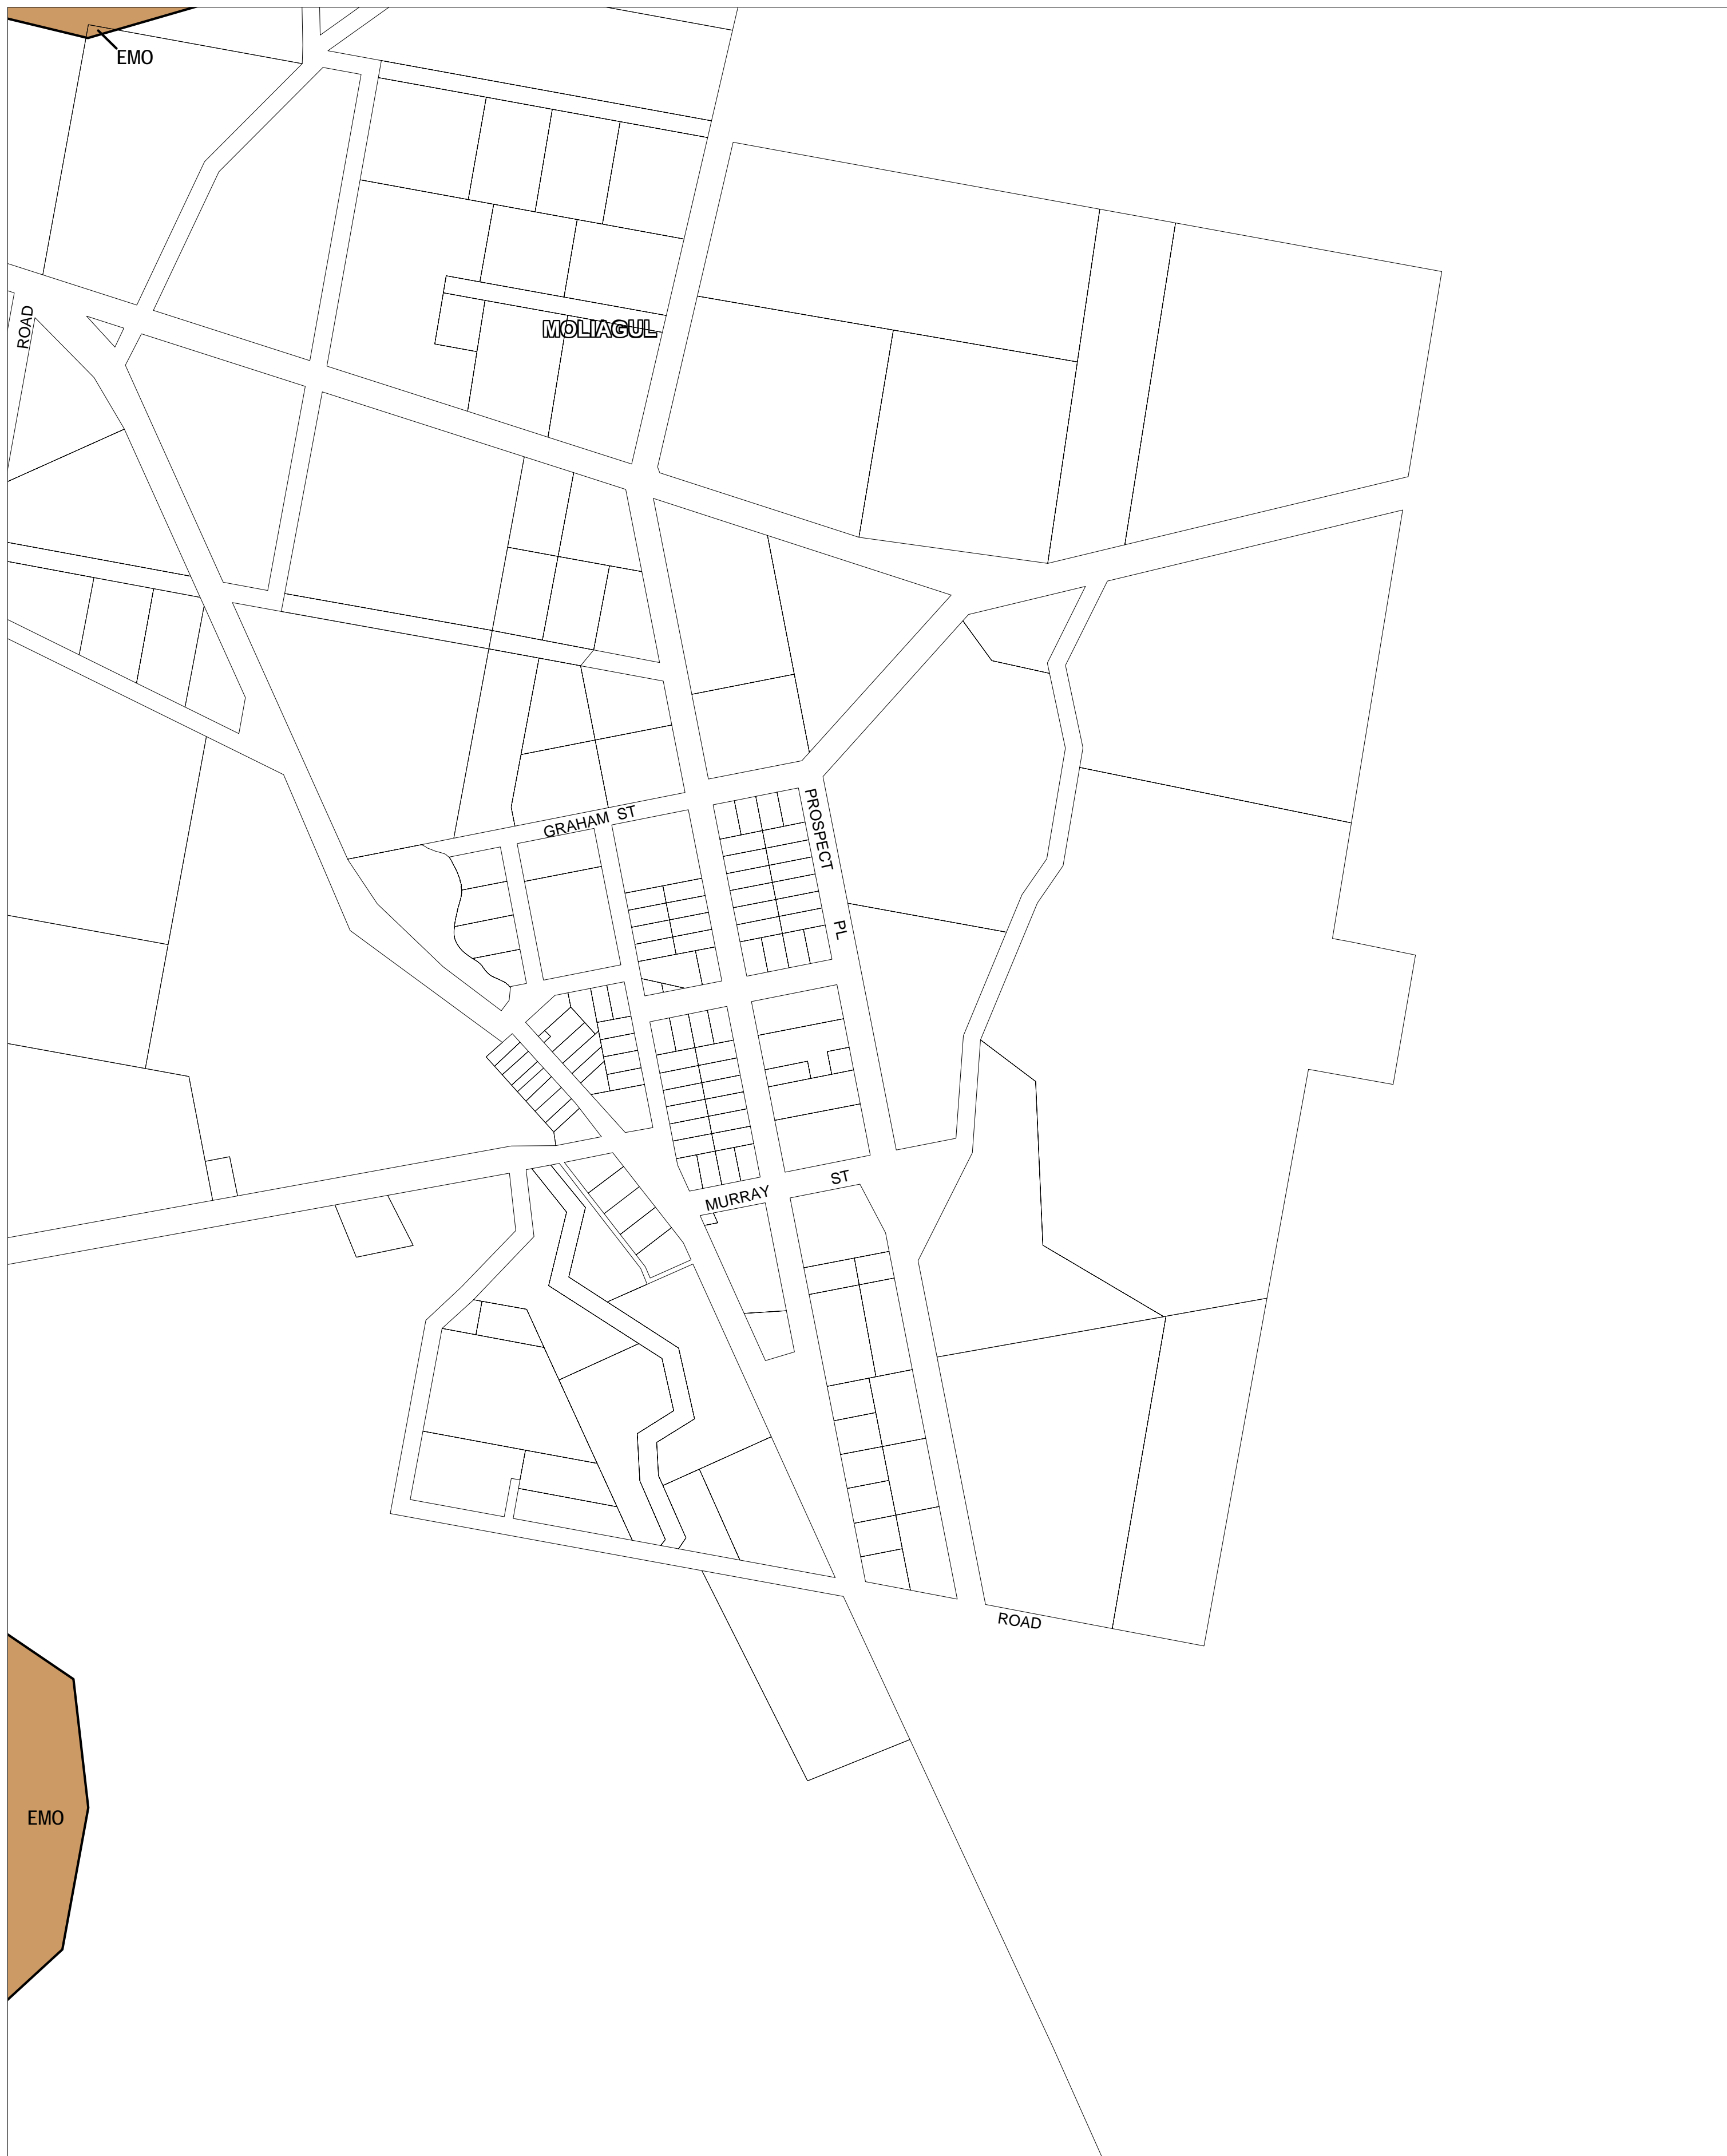 EMO
ROAD
MOLIAGUL
GRAHAM ST
PROSPECT PL
MURRAY ST
ROAD
EMO